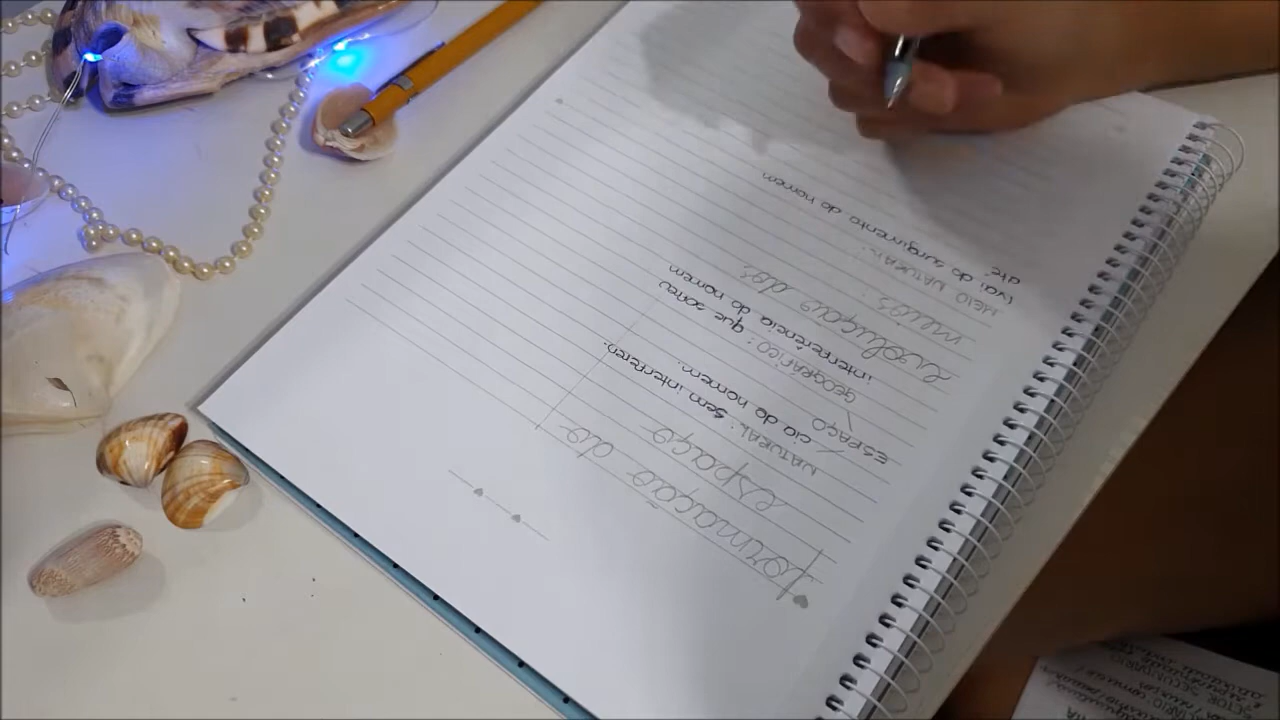 Formação do
espaço
NATURAL: sem interferên-
cia do homem.
ESPAÇO
GEOGRÁFICO: que sofreu
interferência do homem
evolução dos
meios:
MEIO NATURAL:
(vai do surgimento do homem
até